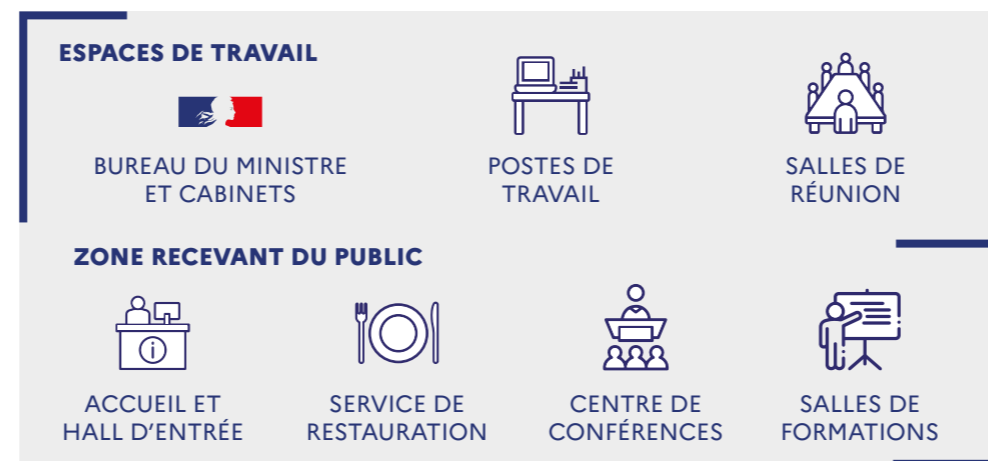 ESPACES DE TRAVAIL
BUREAU DU MINISTRE
ET CABINETS
POSTES DE
TRAVAIL
SALLES DE
RÉUNION
ZONE RECEVANT DU PUBLIC
ACCUEIL ET
HALL D'ENTRÉE
SERVICE DE
RESTAURATION
CENTRE DE
CONFÉRENCES
SALLES DE
FORMATIONS